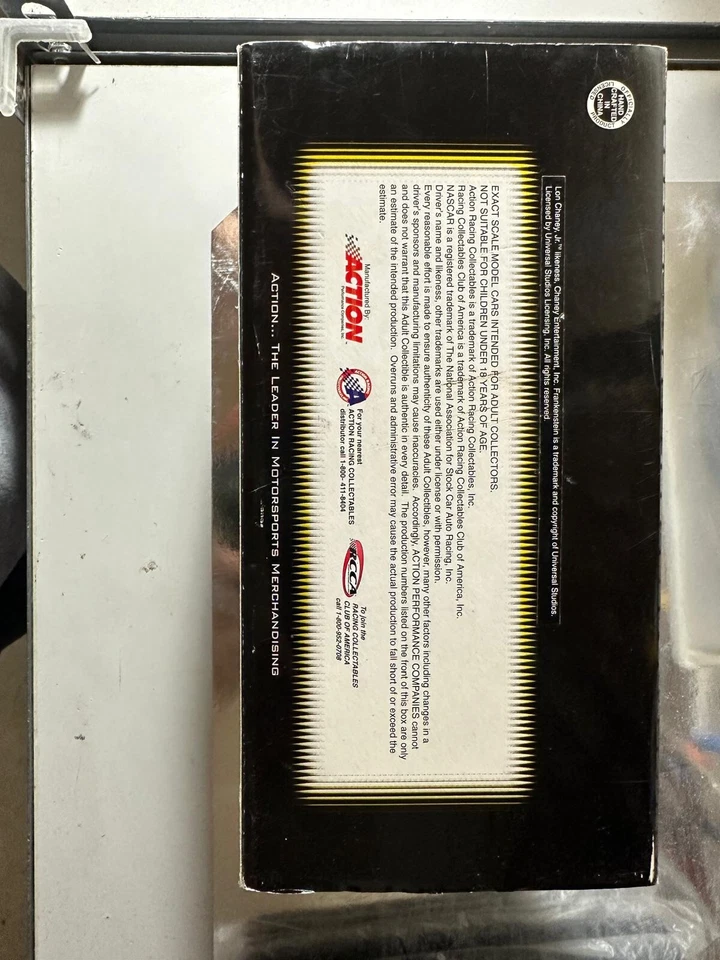 OFFICIALLY LICENSED PRODUCT
HAND
CRAFTED
IN
CHINA
Lon Chaney, Jr.™ likeness, Chaney Entertainment, Inc. Frankenstein is a trademark and copyright of Universal Studios.
Licensed by Universal Studios Licensing, Inc. All rights reserved.
EXACT SCALE MODEL CARS INTENDED FOR ADULT COLLECTORS.
NOT SUITABLE FOR CHILDREN UNDER 18 YEARS OF AGE.
Action Racing Collectables is a trademark of Action Racing Collectables, Inc.
Racing Collectables Club of America is a trademark of Action Racing Collectables Club of America, Inc.
NASCAR is a registered trademark of The National Association for Stock Car Auto Racing, Inc.
Driver's name and likeness, other trademarks are used either under license or with permission.
Every reasonable effort is made to ensure authenticity of these Adult Collectibles, however, many other factors including changes in a
driver's sponsors and manufacturing limitations may cause inaccuracies. Accordingly, ACTION PERFORMANCE COMPANIES cannot
and does not warrant that this Adult Collectible is authentic in every detail. The production numbers listed on the front of this box are only
an estimate of the intended production. Overruns and administrative error may cause the actual production to fall short of or exceed the
estimate.
Manufactured By:
ACTION
Performance Companies, Inc.
For your nearest
ACTION RACING COLLECTABLES
distributor call 1-800- 411-8404
RCCA
To join the
RACING COLLECTABLES
CLUB OF AMERICA
call 1-800-952-0708
ACTION... THE LEADER IN MOTORSPORTS MERCHANDISING